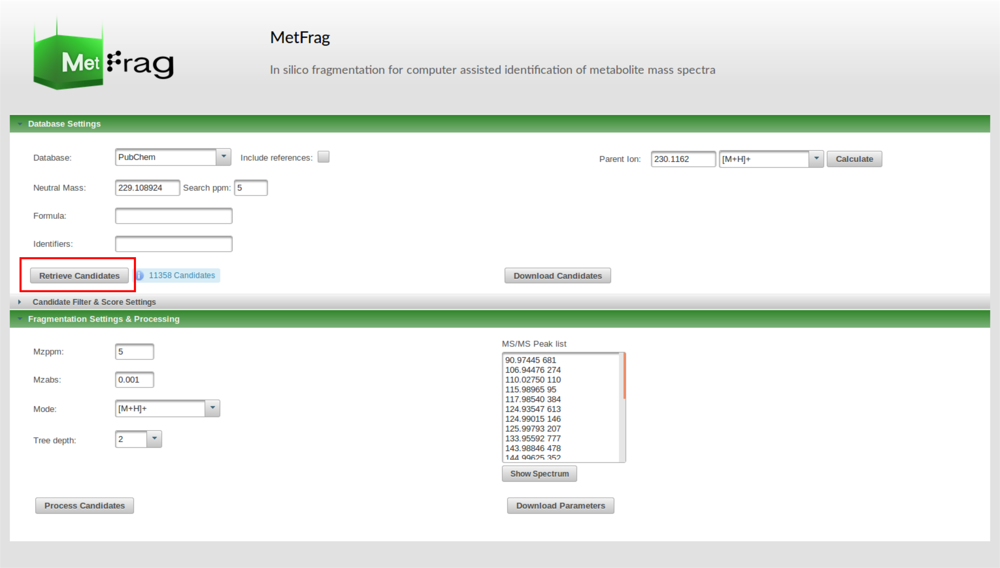 MetFrag
MetFrag
In silico fragmentation for computer assisted identification of metabolite mass spectra
Database Settings
Database: PubChem Include references: Parent Ion: 230.1162 [M+H]+ Calculate
Neutral Mass: 229.108924 Search ppm: 5
Formula:
Identifiers:
Retrieve Candidates 11358 Candidates Download Candidates
Candidate Filter & Score Settings
Fragmentation Settings & Processing
Mzppm: 5
Mzabs: 0.001
Mode: [M+H]+
Tree depth: 2
MS/MS Peak list
90.97445 681
106.94476 274
110.02750 110
115.98965 95
117.98540 384
124.93547 613
124.99015 146
125.99793 207
133.95592 777
143.98846 478
144.99625 352
Show Spectrum
Process Candidates Download Parameters